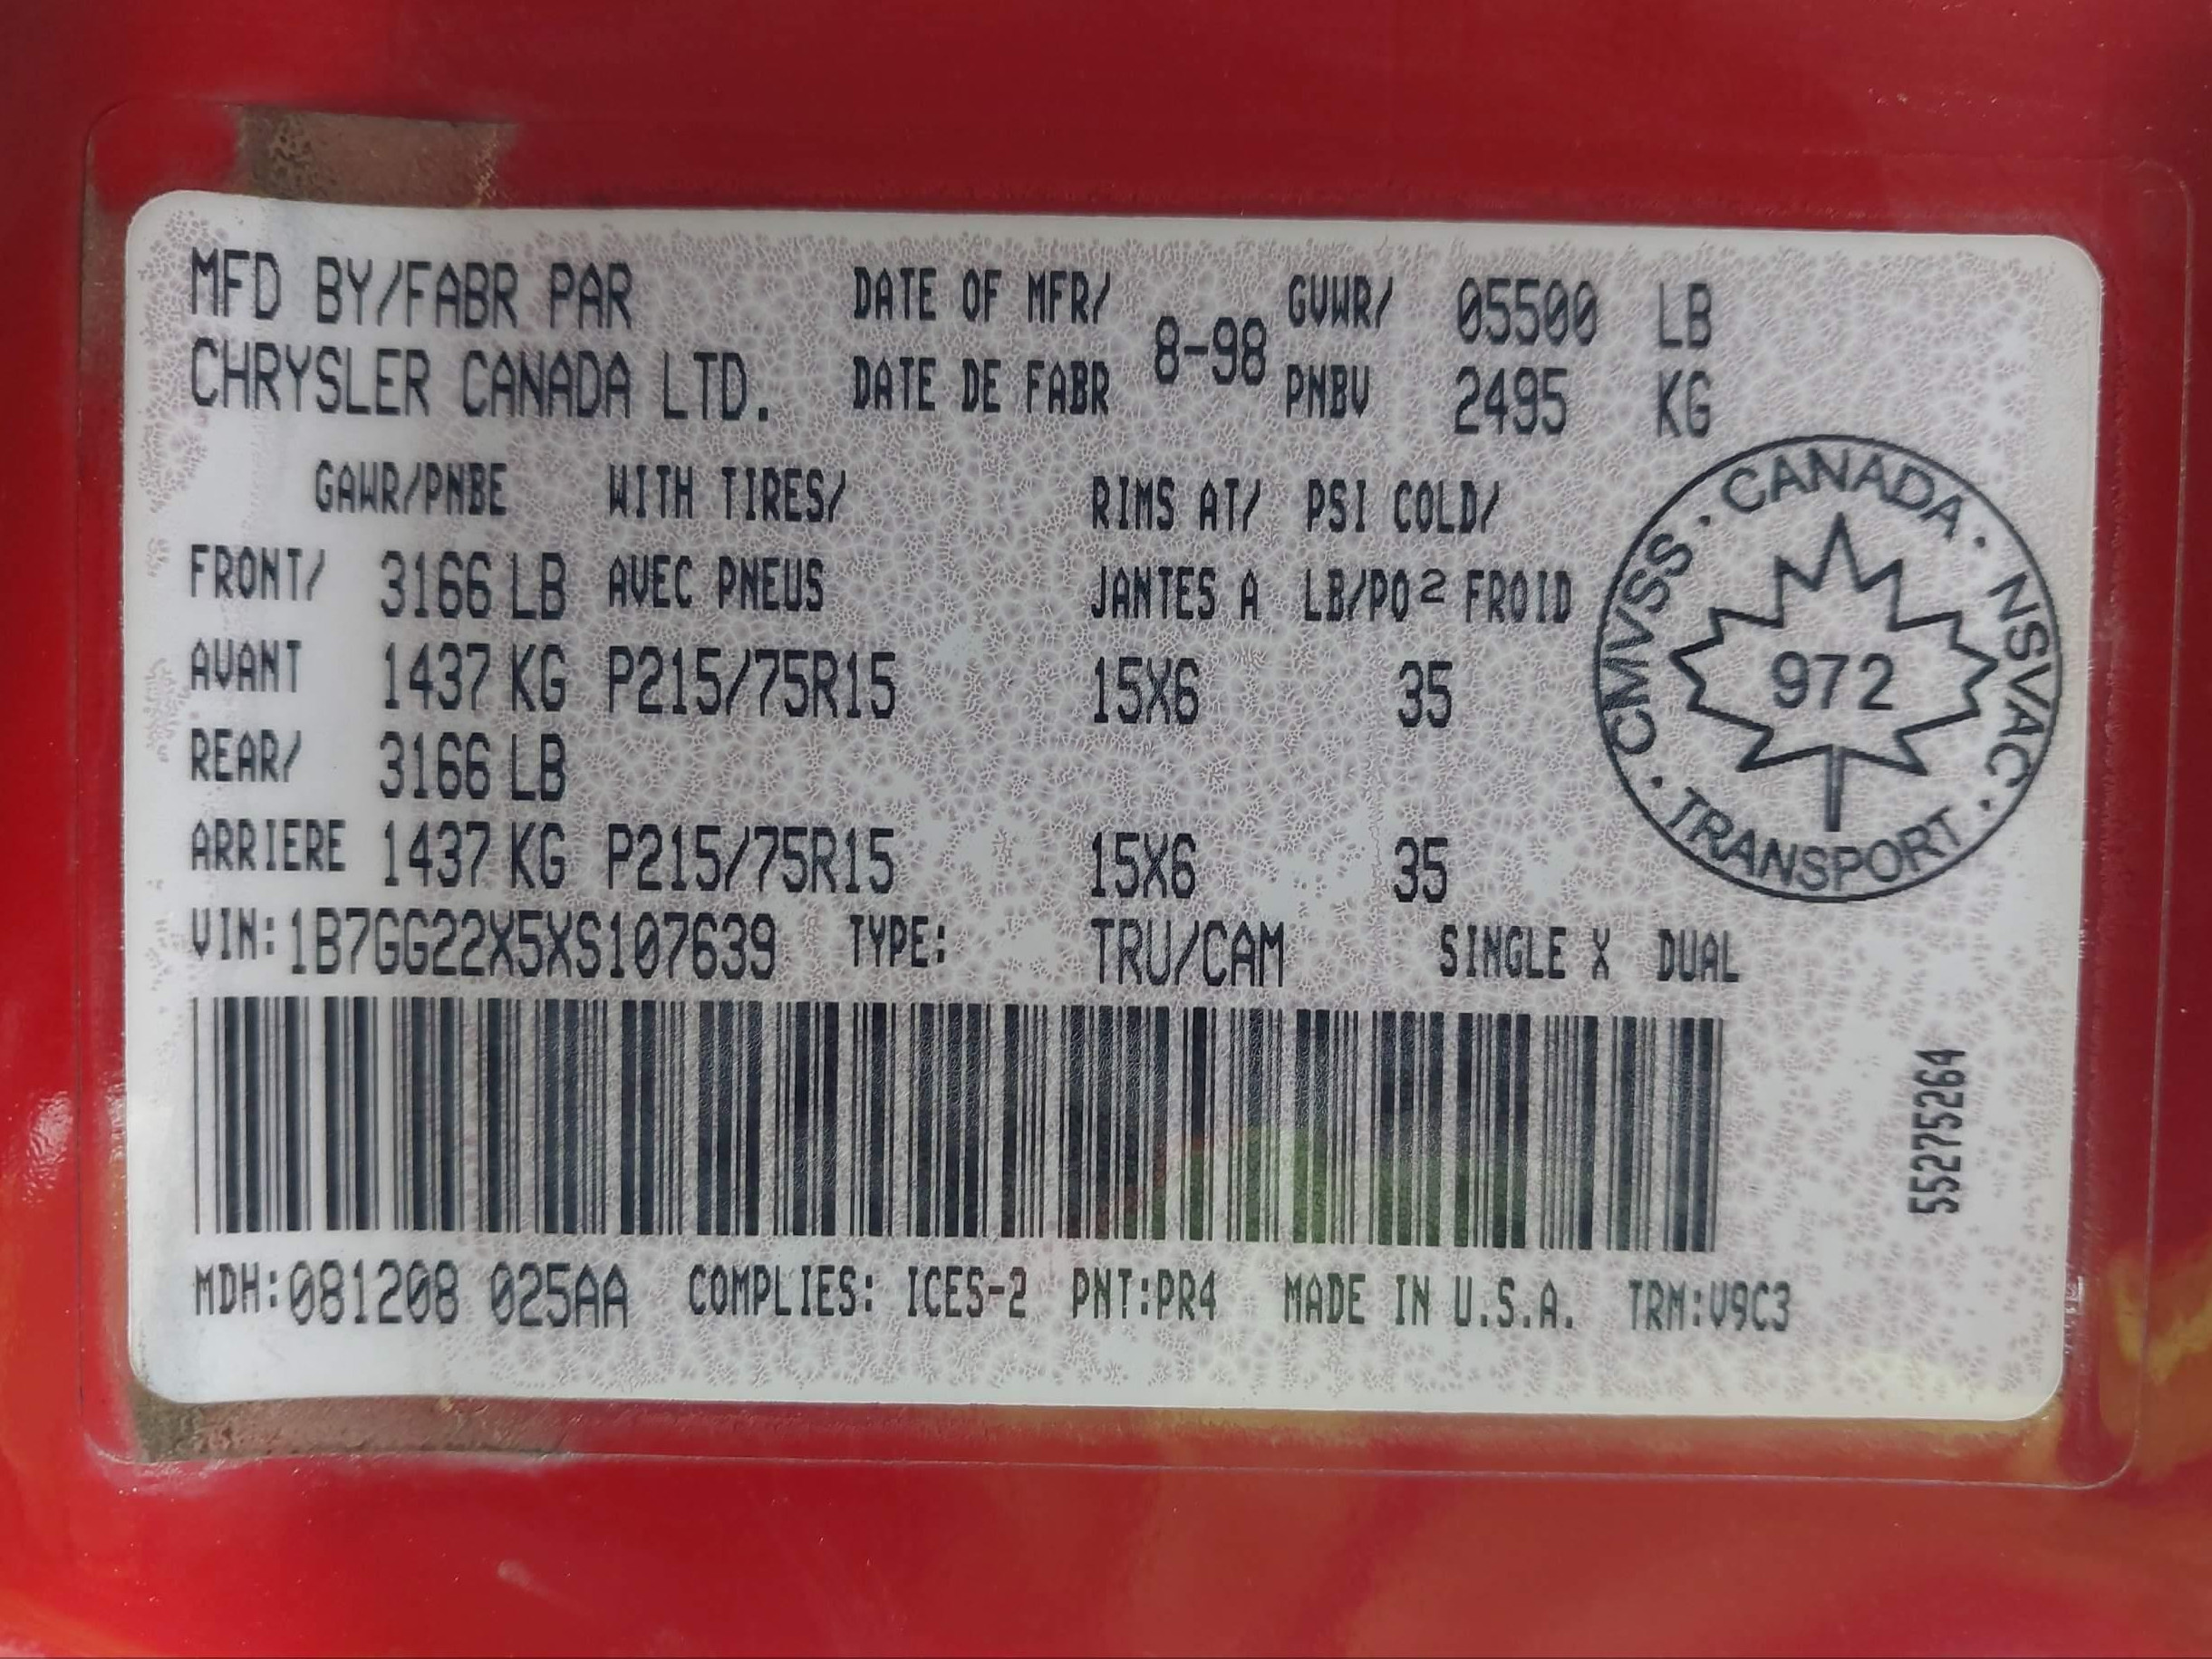 MFD BY/FABR PAR DATE OF MFR/ GVWR/ 05500 LB
CHRYSLER CANADA LTD. DATE DE FABR 8-98 PNBV 2495 KG
GAWR/PNBE WITH TIRES/ RIMS AT/ PSI COLD/
FRONT/ 3166 LB AVEC PNEUS JANTES A LB/PO² FROID
AVANT 1437 KG P215/75R15 15X6 35
REAR/ 3166 LB
ARRIERE 1437 KG P215/75R15 15X6 35
CANADA · NSVAC · TRANSPORT · CMVSS ·
972
VIN:1B7GG22X5XS107639 TYPE: TRU/CAM SINGLE X DUAL
55275264
MDH:081208 025AA COMPLIES: ICES-2 PNT:PR4 MADE IN U.S.A. TRM:V9C3